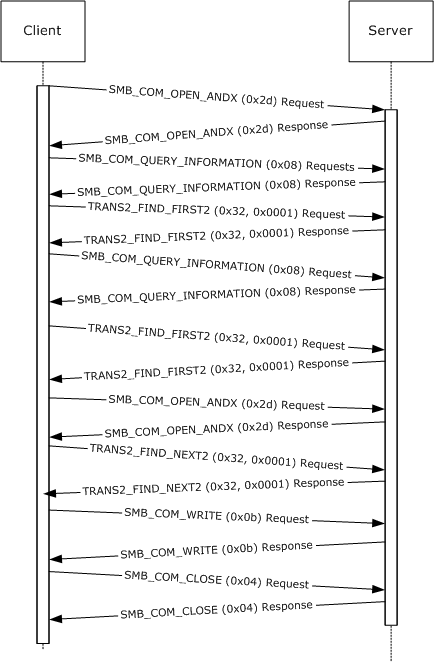 Client
Server
SMB_COM_OPEN_ANDX (0x2d) Request
SMB_COM_OPEN_ANDX (0x2d) Response
SMB_COM_QUERY_INFORMATION (0x08) Requests
SMB_COM_QUERY_INFORMATION (0x08) Response
TRANS2_FIND_FIRST2 (0x32, 0x0001) Request
TRANS2_FIND_FIRST2 (0x32, 0x0001) Response
SMB_COM_QUERY_INFORMATION (0x08) Request
SMB_COM_QUERY_INFORMATION (0x08) Response
TRANS2_FIND_FIRST2 (0x32, 0x0001) Request
TRANS2_FIND_FIRST2 (0x32, 0x0001) Response
SMB_COM_OPEN_ANDX (0x2d) Request
SMB_COM_OPEN_ANDX (0x2d) Response
TRANS2_FIND_NEXT2 (0x32, 0x0001) Request
TRANS2_FIND_NEXT2 (0x32, 0x0001) Response
SMB_COM_WRITE (0x0b) Request
SMB_COM_WRITE (0x0b) Response
SMB_COM_CLOSE (0x04) Request
SMB_COM_CLOSE (0x04) Response